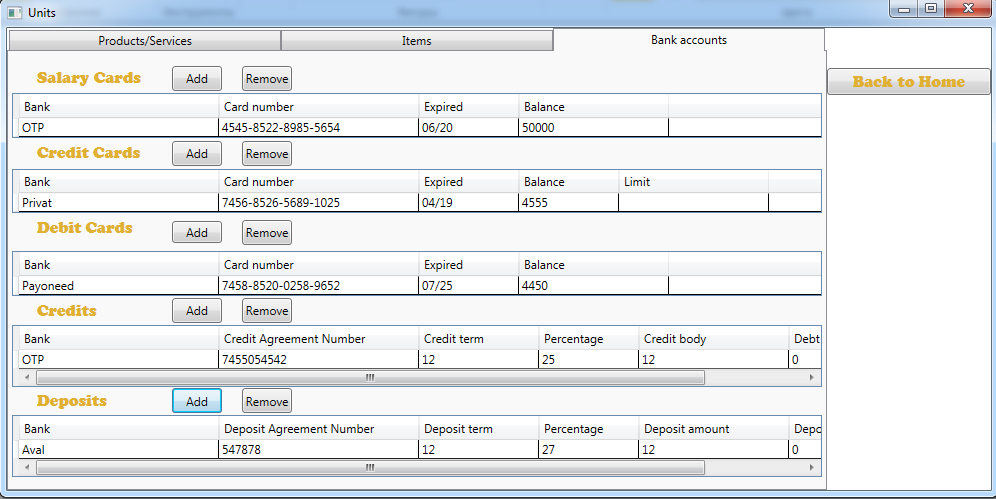 Units
Products/Services Items Bank accounts
Back to Home
Salary Cards Add Remove
Bank Card number Expired Balance
OTP 4545-8522-8985-5654 06/20 50000
Credit Cards Add Remove
Bank Card number Expired Balance Limit
Privat 7456-8526-5689-1025 04/19 4555
Debit Cards Add Remove
Bank Card number Expired Balance
Payoneed 7458-8520-0258-9652 07/25 4450
Credits Add Remove
Bank Credit Agreement Number Credit term Percentage Credit body Debt
OTP 7455054542 12 25 12 0
Deposits Add Remove
Bank Deposit Agreement Number Deposit term Percentage Deposit amount Depo
Aval 547878 12 27 12 0